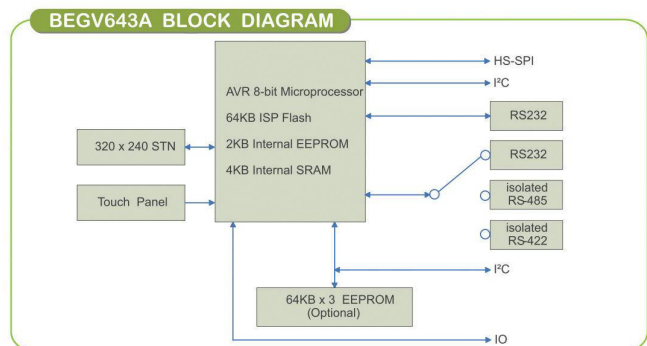 BEGV643A BLOCK DIAGRAM
AVR 8-bit Microprocessor
64KB ISP Flash
2KB Internal EEPROM
4KB Internal SRAM
320 x 240 STN
Touch Panel
HS-SPI
I²C
RS232
RS232
isolated
RS-485
isolated
RS-422
I²C
64KB x 3 EEPROM
(Optional)
IO